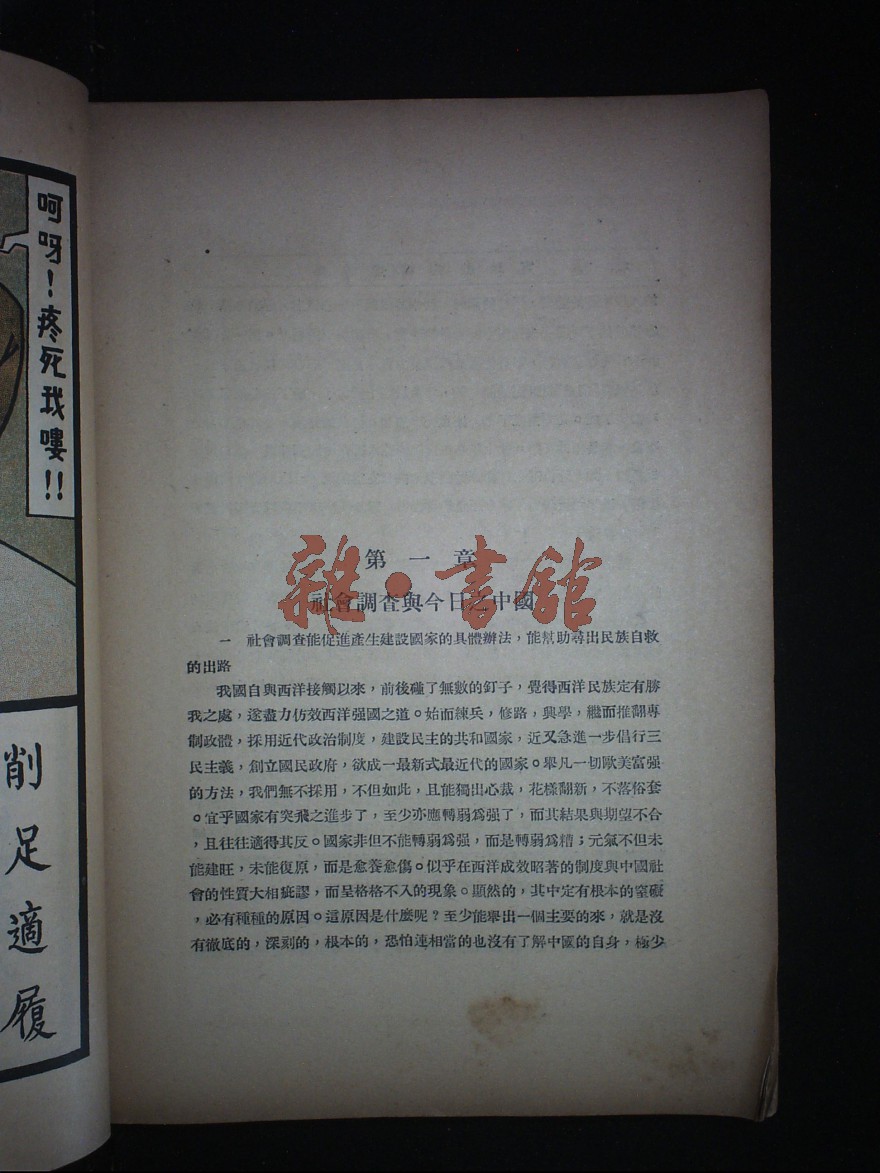 呵呀！疼死我嘍！！
削足適履
第一章
社會調查與今日之中國
一　社會調查能促進產生建設國家的具體辦法，能幫助尋出民族自救
的出路
我國自與西洋接觸以來，前後碰了無數的釘子，覺得西洋民族定有勝
我之處，遂盡力仿效西洋强國之道。始而練兵，修路，興學，繼而推翻專
制政體，採用近代政治制度，建設民主的共和國家，近又急進一步倡行三
民主義，創立國民政府，欲成一最新式最近代的國家。舉凡一切歐美富强
的方法，我們無不採用，不但如此，且能獨出心裁，花樣翻新，不落俗套
。宜乎國家有突飛之進步了，至少亦應轉弱爲强了，而其結果與期望不合
，且往往適得其反。國家非但不能轉弱爲强，而是轉弱爲糟；元氣不但未
能建旺，未能復原，而是愈養愈傷。似乎在西洋成效昭著的制度與中國社
會的性質大相疵謬，而呈格格不入的現象。顯然的，其中定有根本的窒礙
，必有種種的原因。這原因是什麼呢？至少能舉出一個主要的來，就是沒
有徹底的，深刻的，根本的，恐怕連相當的也沒有了解中國的自身，極少
雜·書館